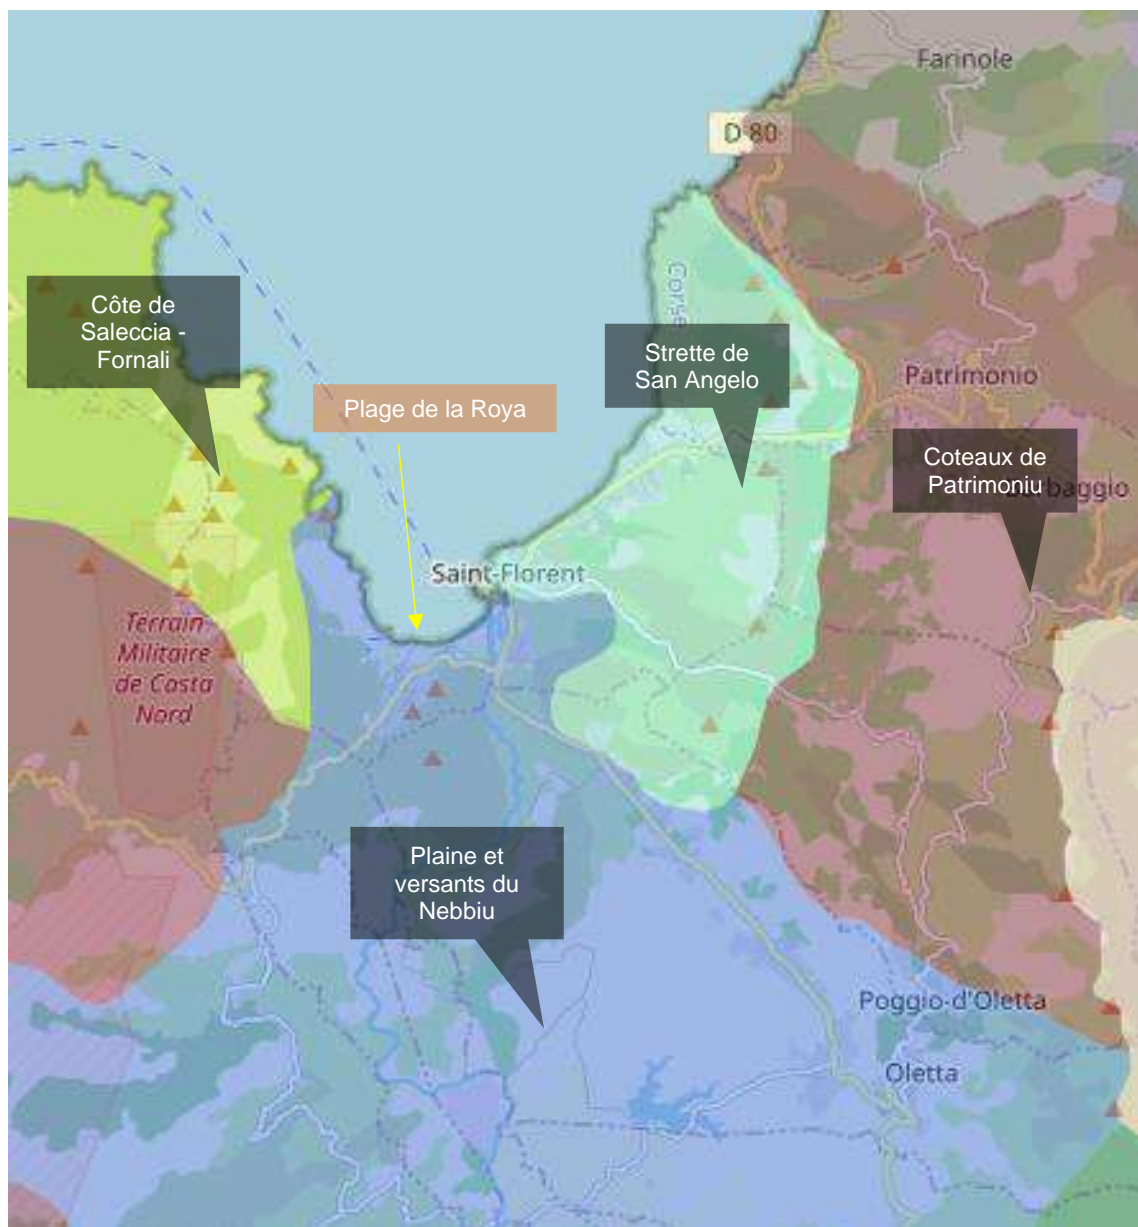 Farinole
D 80
Corse
Côte de
Saleccia -
Fornali
Strette de
San Angelo
Patrimonio
Plage de la Roya
Coteaux de
Patrimoniu
Saint-Florent
Terrain
Militaire
de Costa
Nord
Plaine et
versants du
Nebbiu
Poggio-d'Oletta
Oletta